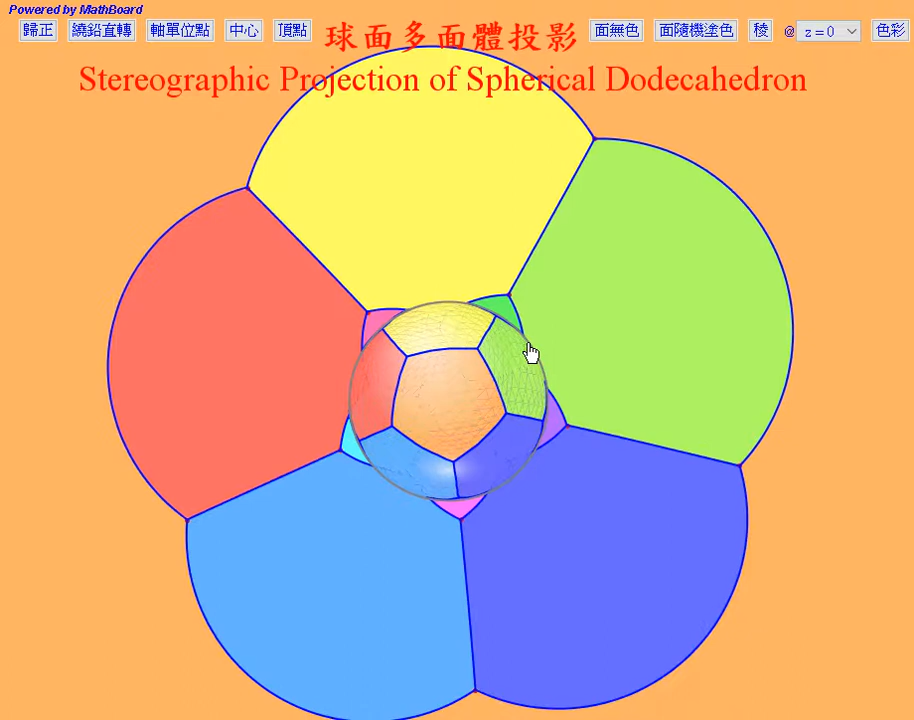 Powered by MathBoard
歸正 繞鉛直轉 軸單位點 中心 頂點 球面多面體投影 面無色 面隨機塗色 稜 @ z = 0 色彩
Stereographic Projection of Spherical Dodecahedron